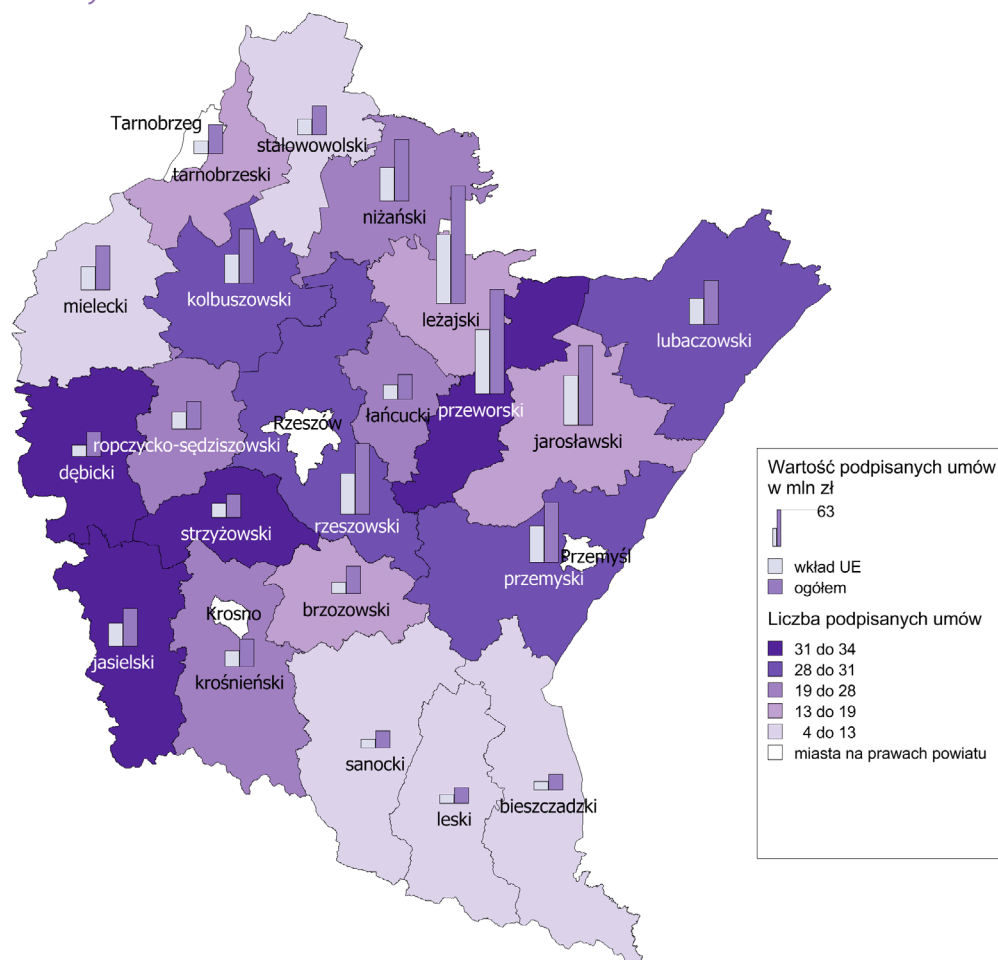 Tarnobrzeg
stalowowolski
tarnobrzeski
niżański
mielecki
kolbuszowski
leżajski
lubaczowski
łańcucki
przeworski
Rzeszów
ropczycko-sędziszowski
jarosławski
dębicki
strzyżowski
rzeszowski
Przemyśl
przemyski
Krosno
brzozowski
jasielski
krośnieński
sanocki
leski
bieszczadzki
Wartość podpisanych umów
w mln zł
63
wkład UE
ogółem
Liczba podpisanych umów
31 do 34
28 do 31
19 do 28
13 do 19
4 do 13
miasta na prawach powiatu